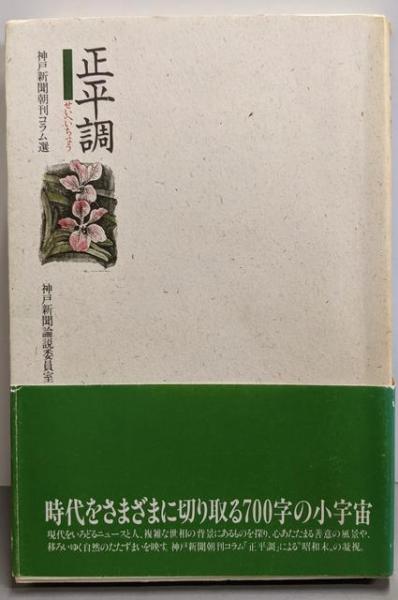 正平調
せいへいちょう
神戸新聞朝刊コラム選
神戸新聞論説委員室
時代をさまざまに切り取る700字の小宇宙
現代をいろどるニュースと人、複雑な世相の背景にあるものを探り、心あたたまる善意の風景や、
移ろいゆく自然のたたずまいを映す。神戸新聞朝刊コラム「正平調」による“昭和末”の凝視。